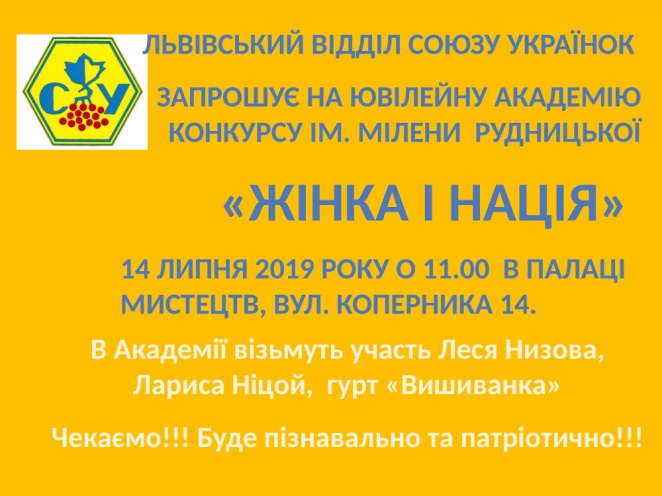 ЛЬВІВСЬКИЙ ВІДДІЛ СОЮЗУ УКРАЇНОК
СУ
ЗАПРОШУЄ НА ЮВІЛЕЙНУ АКАДЕМІЮ
КОНКУРСУ ІМ. МІЛЕНИ РУДНИЦЬКОЇ
«ЖІНКА І НАЦІЯ»
14 ЛИПНЯ 2019 РОКУ О 11.00 В ПАЛАЦІ
МИСТЕЦТВ, ВУЛ. КОПЕРНИКА 14.
В Академії візьмуть участь Леся Низова,
Лариса Ніцой, гурт «Вишиванка»
Чекаємо!!! Буде пізнавально та патріотично!!!